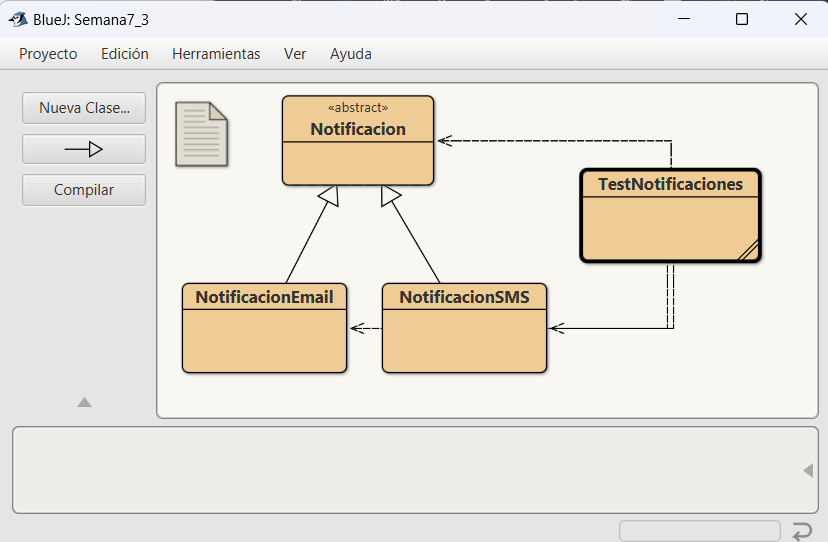 BlueJ: Semana7_3
Proyecto Edición Herramientas Ver Ayuda
Nueva Clase...
Compilar
«abstract»
Notificacion
TestNotificaciones
NotificacionEmail
NotificacionSMS